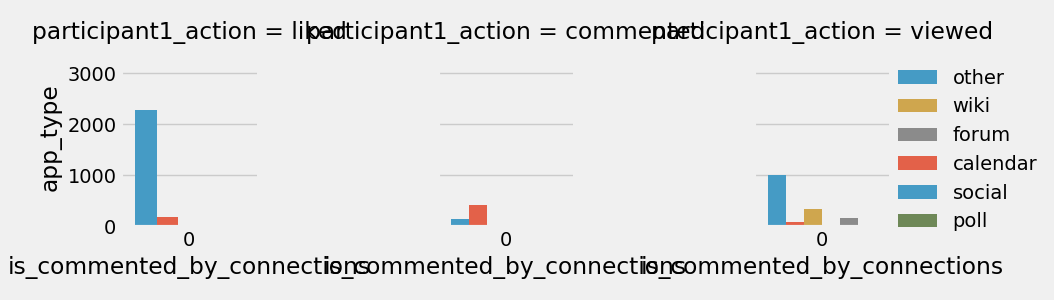 participant1_action = liked
participant1_action = commented
participant1_action = viewed
app_type
3000
2000
1000
0
0
0
0
is_commented_by_connections
is_commented_by_connections
is_commented_by_connections
other
wiki
forum
calendar
social
poll